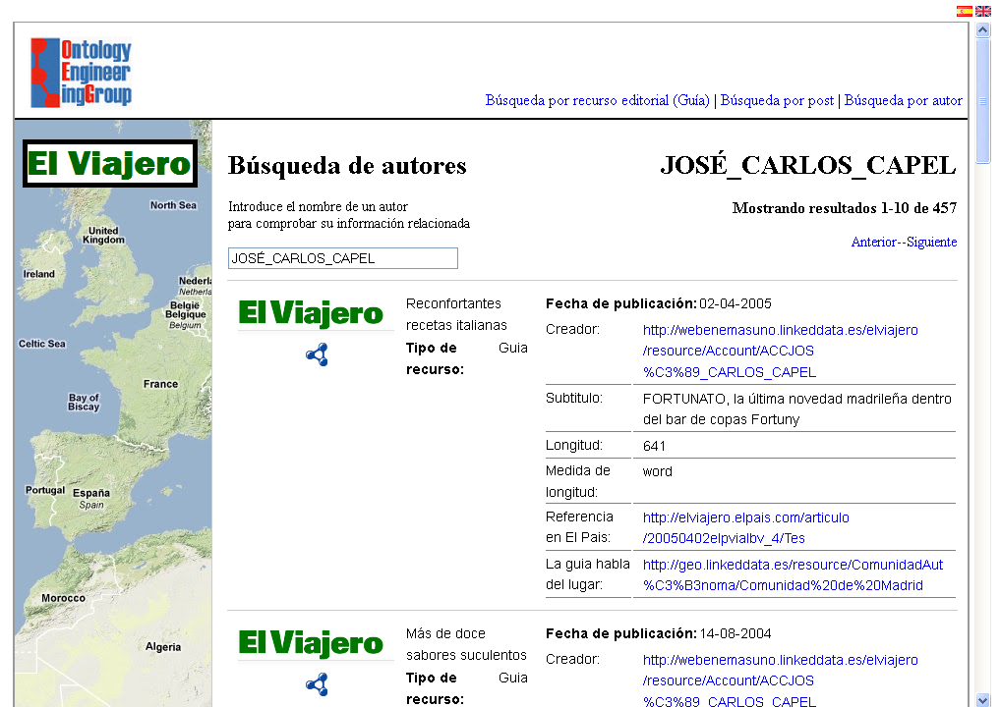 Ontology
Engineer
ingGroup
Búsqueda por recurso editorial (Guía) | Búsqueda por post | Búsqueda por autor
El Viajero
North Sea
United
Kingdom
Ireland
Nederl
Netherla
België
Belgique
Belgium
Celtic Sea
France
Bay of
Biscay
Portugal
España
Spain
Morocco
Algeria
Búsqueda de autores
JOSÉ_CARLOS_CAPEL
Introduce el nombre de un autor
para comprobar su información relacionada
Mostrando resultados 1-10 de 457
Anterior--Siguiente
JOSÉ_CARLOS_CAPEL
El Viajero
Reconfortantes
recetas italianas
Tipo de Guia
recurso:
Fecha de publicación: 02-04-2005
Creador: http://webenemasuno.linkeddata.es/elviajero
/resource/Account/ACCJOS
%C3%89_CARLOS_CAPEL
Subtitulo: FORTUNATO, la última novedad madrileña dentro
del bar de copas Fortuny
Longitud: 641
Medida de word
longitud:
Referencia http://elviajero.elpais.com/articulo
en El Pais: /20050402elpvialbv_4/Tes
La guia habla http://geo.linkeddata.es/resource/ComunidadAut
del lugar: %C3%B3noma/Comunidad%20de%20Madrid
El Viajero
Más de doce
sabores suculentos
Tipo de Guia
recurso:
Fecha de publicación: 14-08-2004
Creador: http://webenemasuno.linkeddata.es/elviajero
/resource/Account/ACCJOS
%C3%89_CARLOS_CAPEL